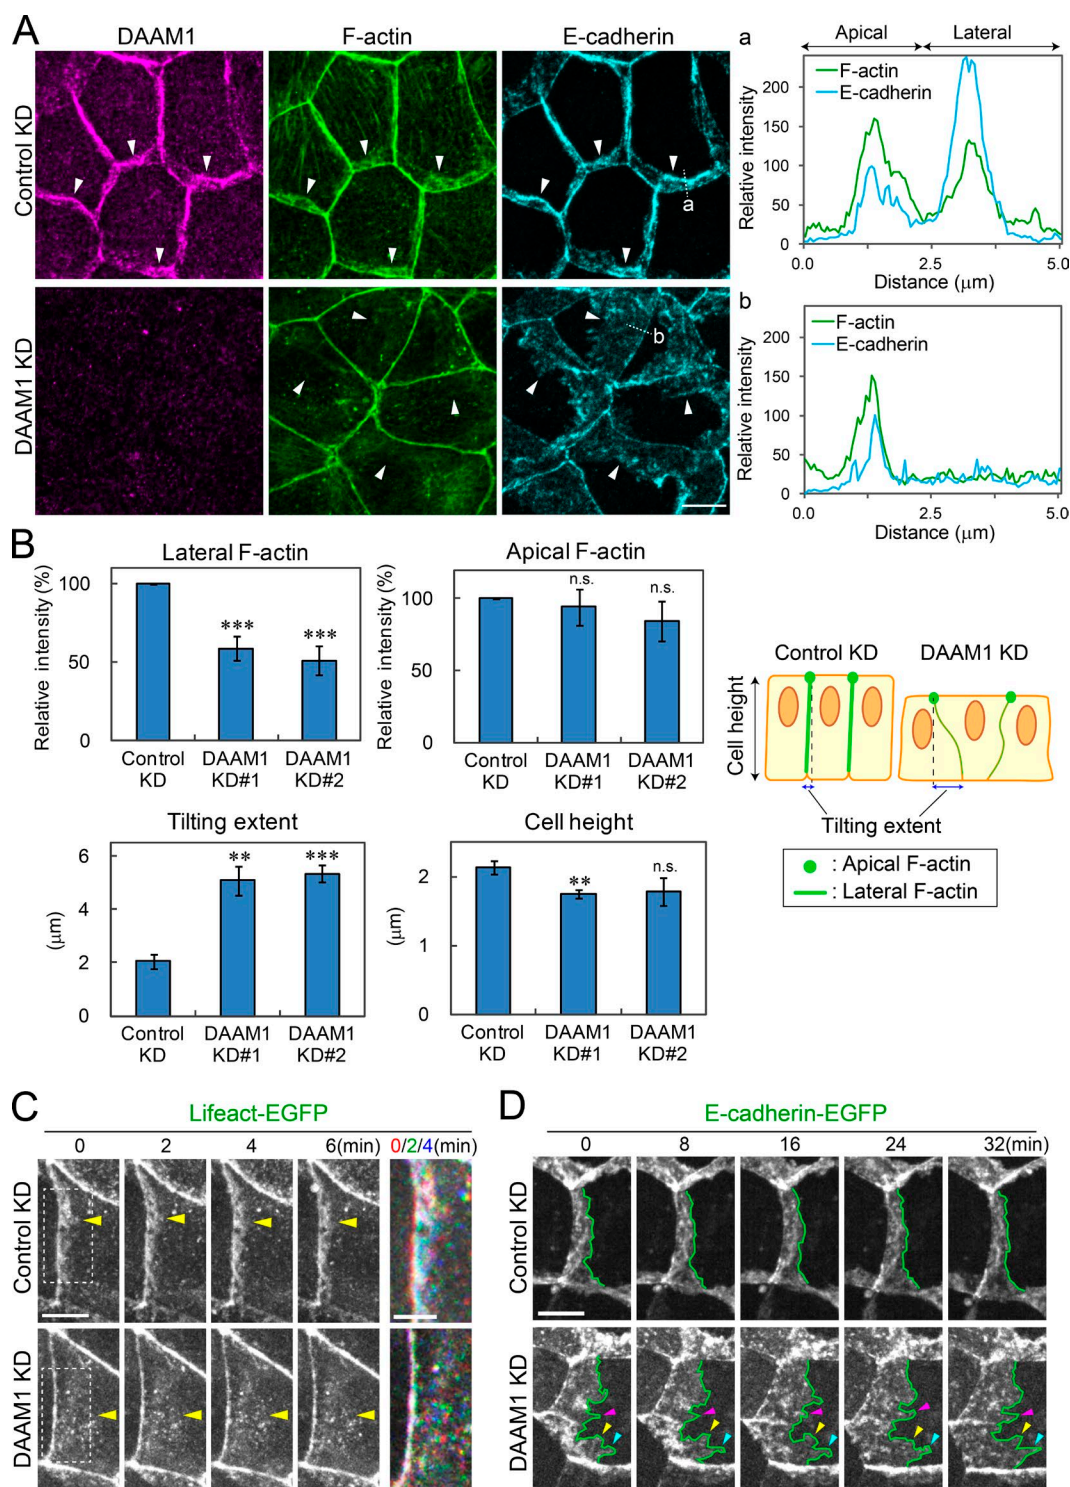 A
DAAM1
F-actin
E-cadherin
Control KD
DAAM1 KD
a
b
a
Apical
Lateral
F-actin
E-cadherin
Relative intensity
200
150
100
50
0
0.0
2.5
5.0
Distance (μm)
b
F-actin
E-cadherin
Relative intensity
200
150
100
50
0
0.0
2.5
5.0
Distance (μm)
B
Lateral F-actin
Relative intensity (%)
100
50
0
***
***
Control KD
DAAM1 KD#1
DAAM1 KD#2
Apical F-actin
Relative intensity (%)
100
50
0
n.s.
n.s.
Control KD
DAAM1 KD#1
DAAM1 KD#2
Control KD
DAAM1 KD
Cell height
Tilting extent
: Apical F-actin
: Lateral F-actin
Tilting extent
(μm)
6
4
2
0
**
***
Control KD
DAAM1 KD#1
DAAM1 KD#2
Cell height
(μm)
2
1
0
**
n.s.
Control KD
DAAM1 KD#1
DAAM1 KD#2
C
Lifeact-EGFP
0 2 4 6(min) 0/2/4(min)
Control KD
DAAM1 KD
D
E-cadherin-EGFP
0 8 16 24 32(min)
Control KD
DAAM1 KD